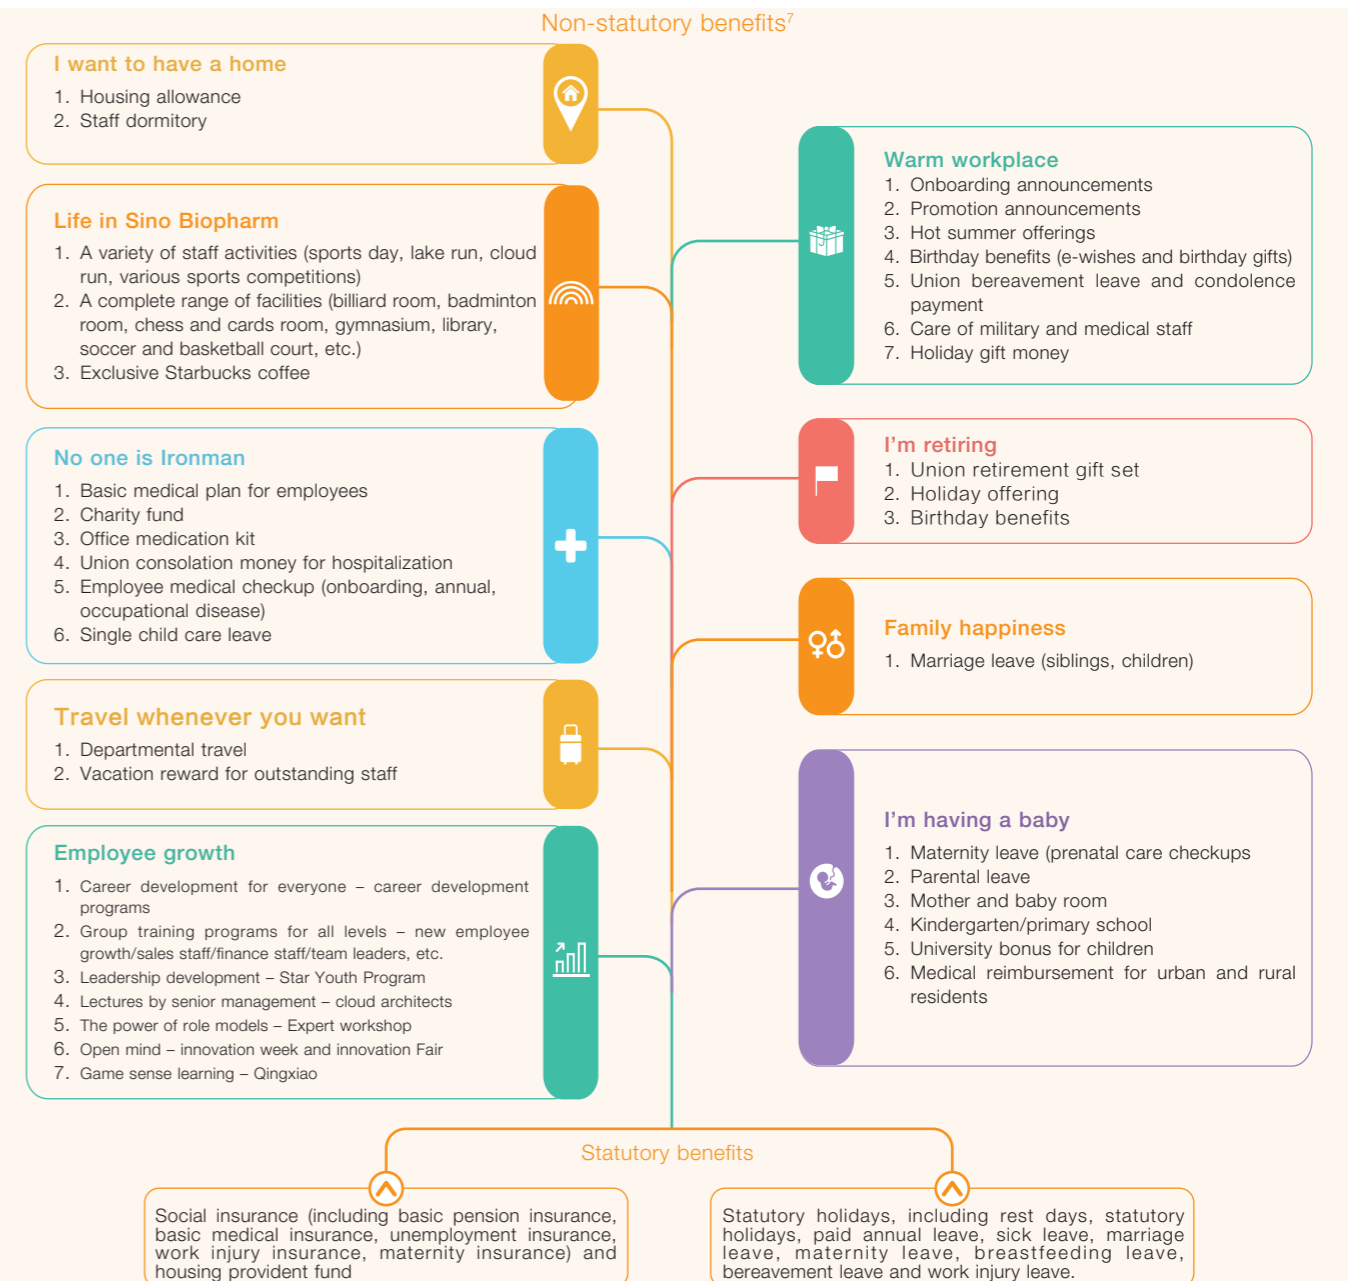 Non-statutory benefits7
I want to have a home
1. Housing allowance
2. Staff dormitory
Life in Sino Biopharm
1. A variety of staff activities (sports day, lake run, cloud
run, various sports competitions)
2. A complete range of facilities (billiard room, badminton
room, chess and cards room, gymnasium, library,
soccer and basketball court, etc.)
3. Exclusive Starbucks coffee
No one is Ironman
1. Basic medical plan for employees
2. Charity fund
3. Office medication kit
4. Union consolation money for hospitalization
5. Employee medical checkup (onboarding, annual,
occupational disease)
6. Single child care leave
Travel whenever you want
1. Departmental travel
2. Vacation reward for outstanding staff
Employee growth
1. Career development for everyone – career development
programs
2. Group training programs for all levels – new employee
growth/sales staff/finance staff/team leaders, etc.
3. Leadership development – Star Youth Program
4. Lectures by senior management – cloud architects
5. The power of role models – Expert workshop
6. Open mind – innovation week and innovation Fair
7. Game sense learning – Qingxiao
Warm workplace
1. Onboarding announcements
2. Promotion announcements
3. Hot summer offerings
4. Birthday benefits (e-wishes and birthday gifts)
5. Union bereavement leave and condolence
payment
6. Care of military and medical staff
7. Holiday gift money
I'm retiring
1. Union retirement gift set
2. Holiday offering
3. Birthday benefits
Family happiness
1. Marriage leave (siblings, children)
I'm having a baby
1. Maternity leave (prenatal care checkups
2. Parental leave
3. Mother and baby room
4. Kindergarten/primary school
5. University bonus for children
6. Medical reimbursement for urban and rural
residents
Statutory benefits
Social insurance (including basic pension insurance,
basic medical insurance, unemployment insurance,
work injury insurance, maternity insurance) and
housing provident fund
Statutory holidays, including rest days, statutory
holidays, paid annual leave, sick leave, marriage
leave, maternity leave, breastfeeding leave,
bereavement leave and work injury leave.